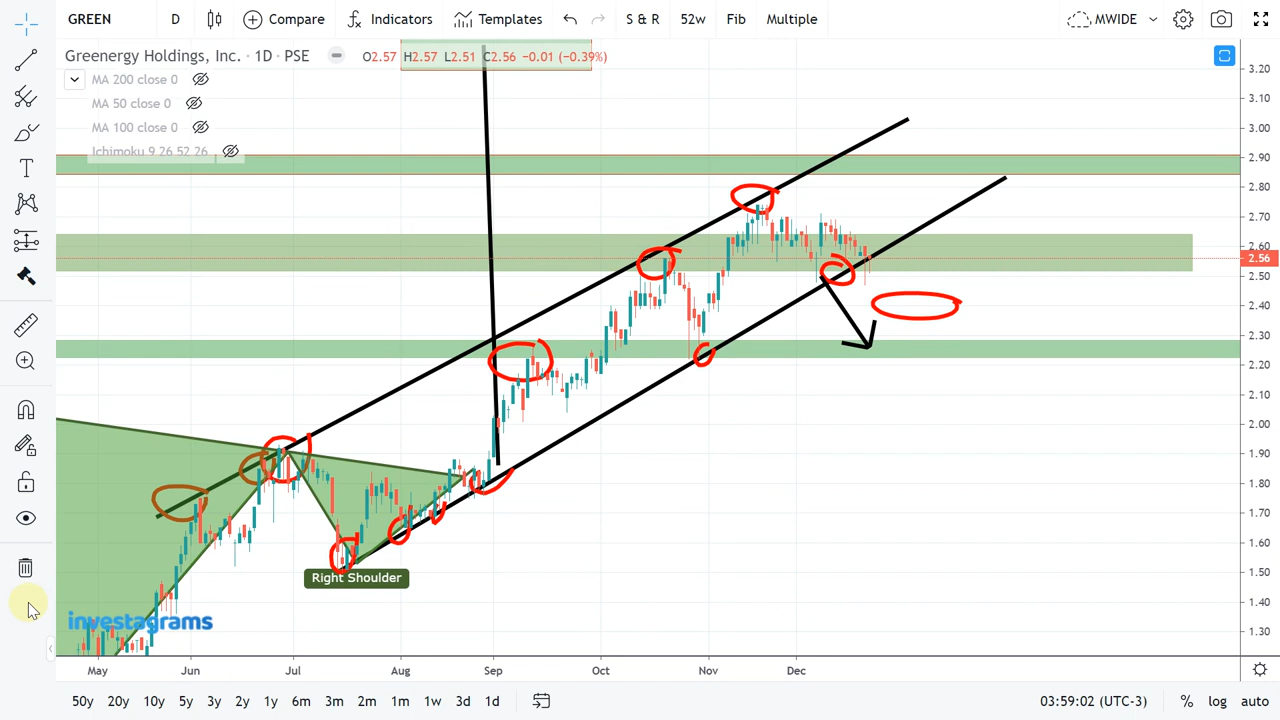 GREEN D Compare Indicators Templates S & R 52w Fib Multiple MWIDE
Greenergy Holdings, Inc. · 1D · PSE O2.57 H2.57 L2.51 C2.56 −0.01 (−0.39%)
MA 200 close 0
MA 50 close 0
MA 100 close 0
Ichimoku 9 26 52 26
3.20
3.10
3.00
2.90
2.80
2.70
2.60
2.56
2.50
2.40
2.30
2.20
2.10
2.00
1.90
1.80
1.70
1.60
1.50
1.40
1.30
Right Shoulder
investagrams
May Jun Jul Aug Sep Oct Nov Dec
50y 20y 10y 5y 3y 2y 1y 6m 3m 2m 1m 1w 3d 1d 03:59:02 (UTC-3) % log auto